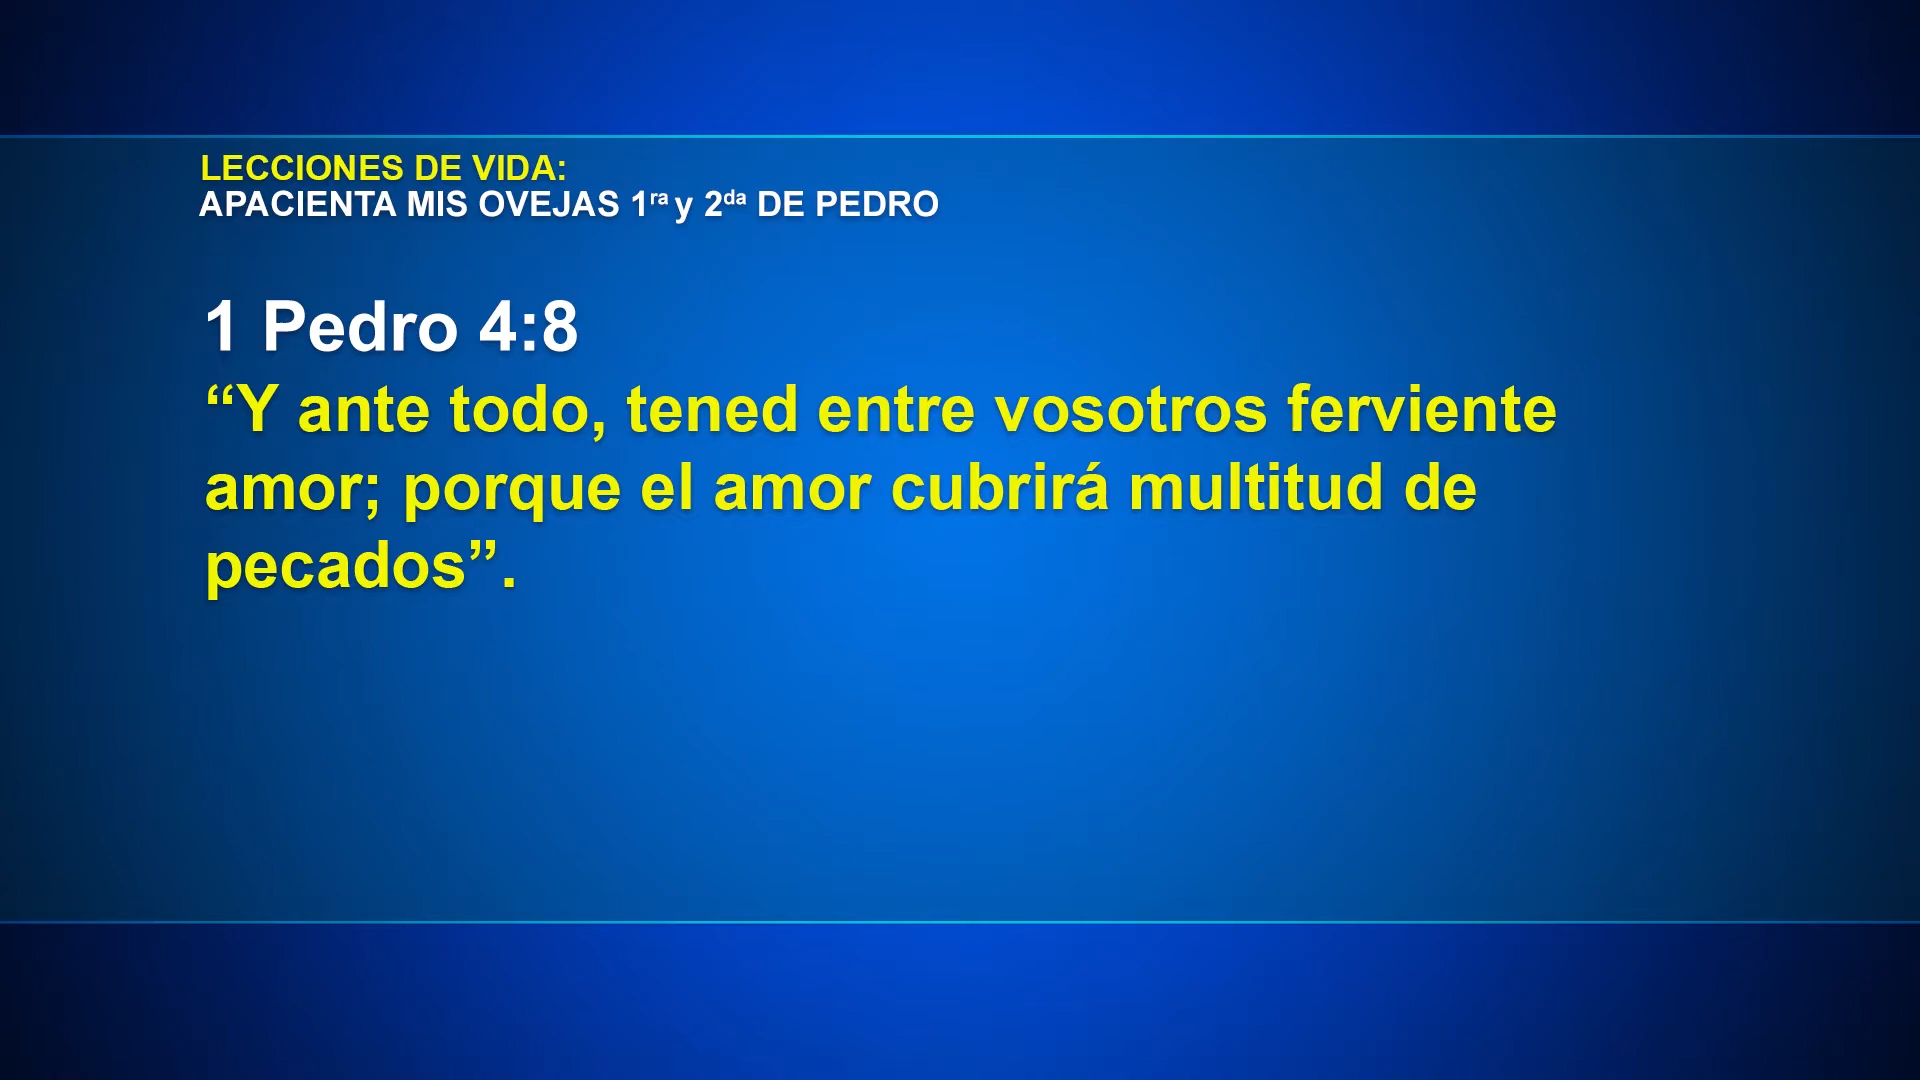 LECCIONES DE VIDA:
APACIENTA MIS OVEJAS 1ra y 2da DE PEDRO
1 Pedro 4:8
“Y ante todo, tened entre vosotros ferviente
amor; porque el amor cubrirá multitud de
pecados”.